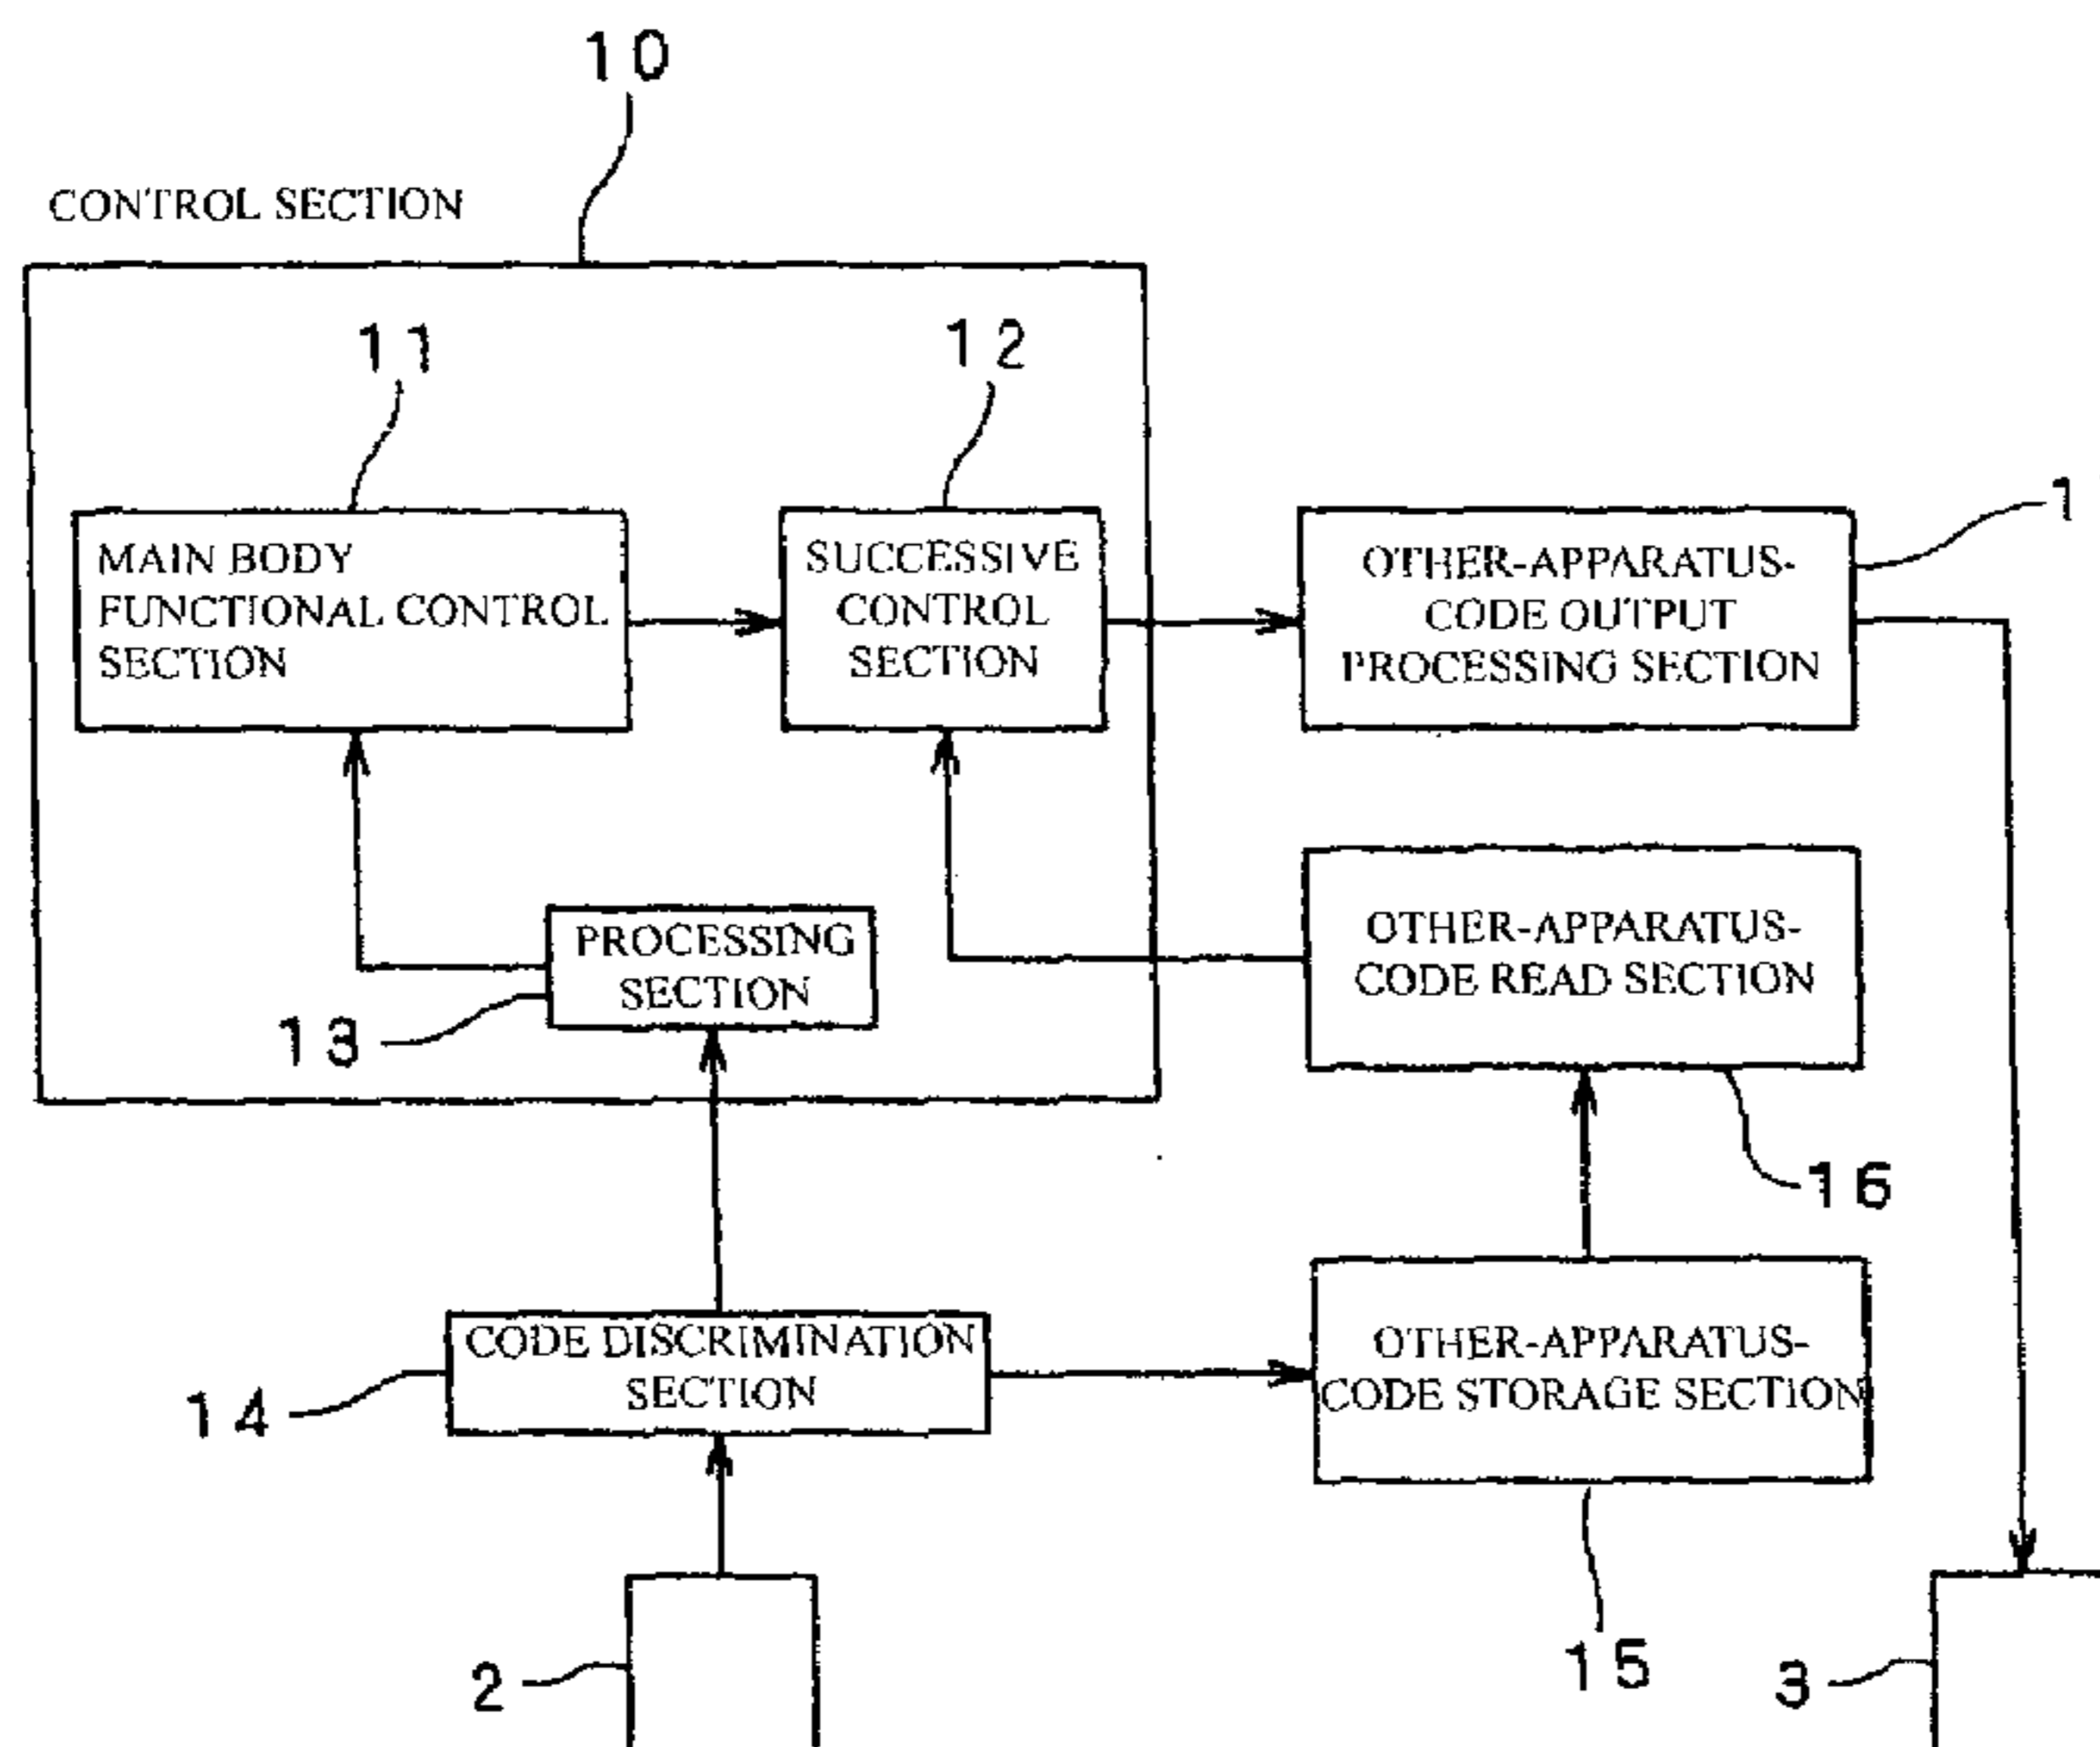 10
CONTROL SECTION
11
12
MAIN BODY
FUNCTIONAL CONTROL
SECTION
SUCCESSIVE
CONTROL
SECTION
OTHER-APPARATUS-
CODE OUTPUT
PROCESSING SECTION
1
PROCESSING
SECTION
13
OTHER-APPARATUS-
CODE READ SECTION
16
CODE DISCRIMINATION
SECTION
14
OTHER-APPARATUS-
CODE STORAGE SECTION
15
2
3